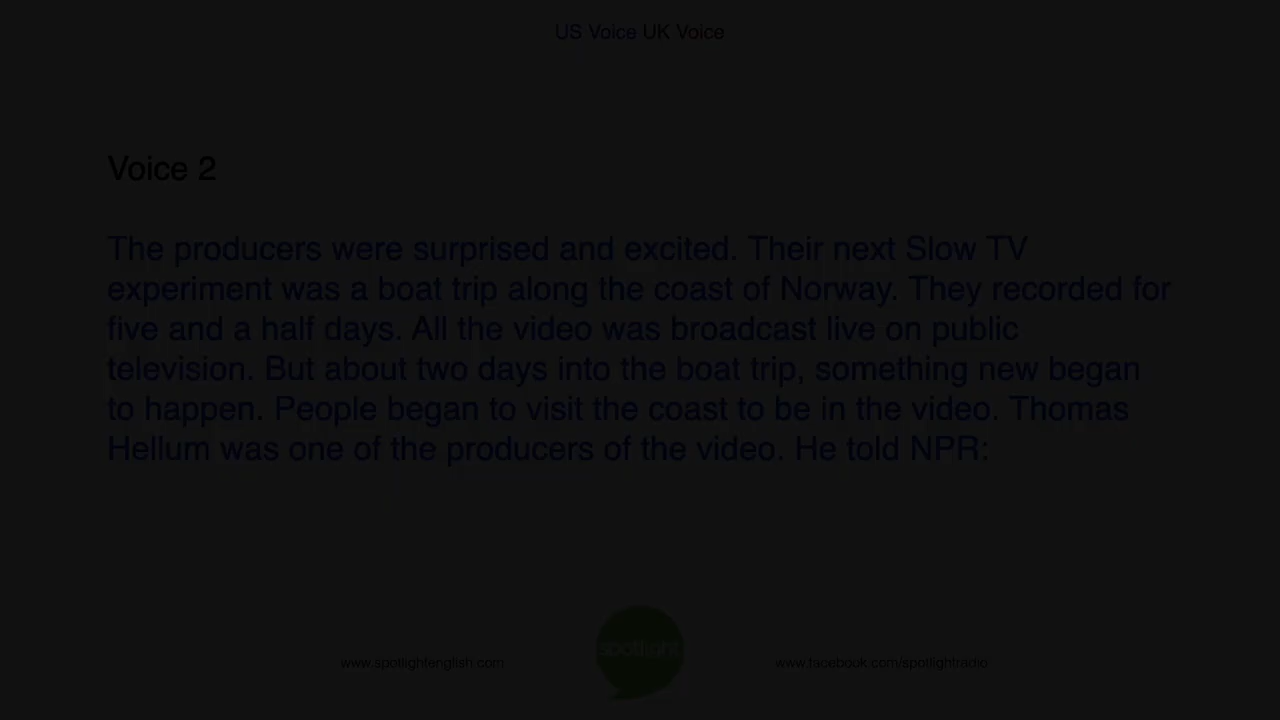 US Voice UK Voice
Voice 2
The producers were surprised and excited. Their next Slow TV
experiment was a boat trip along the coast of Norway. They recorded for
five and a half days. All the video was broadcast live on public
television. But about two days into the boat trip, something new began
to happen. People began to visit the coast to be in the video. Thomas
Hellum was one of the producers of the video. He told NPR:
spotlight
www.spotlightenglish.com
www.facebook.com/spotlightradio